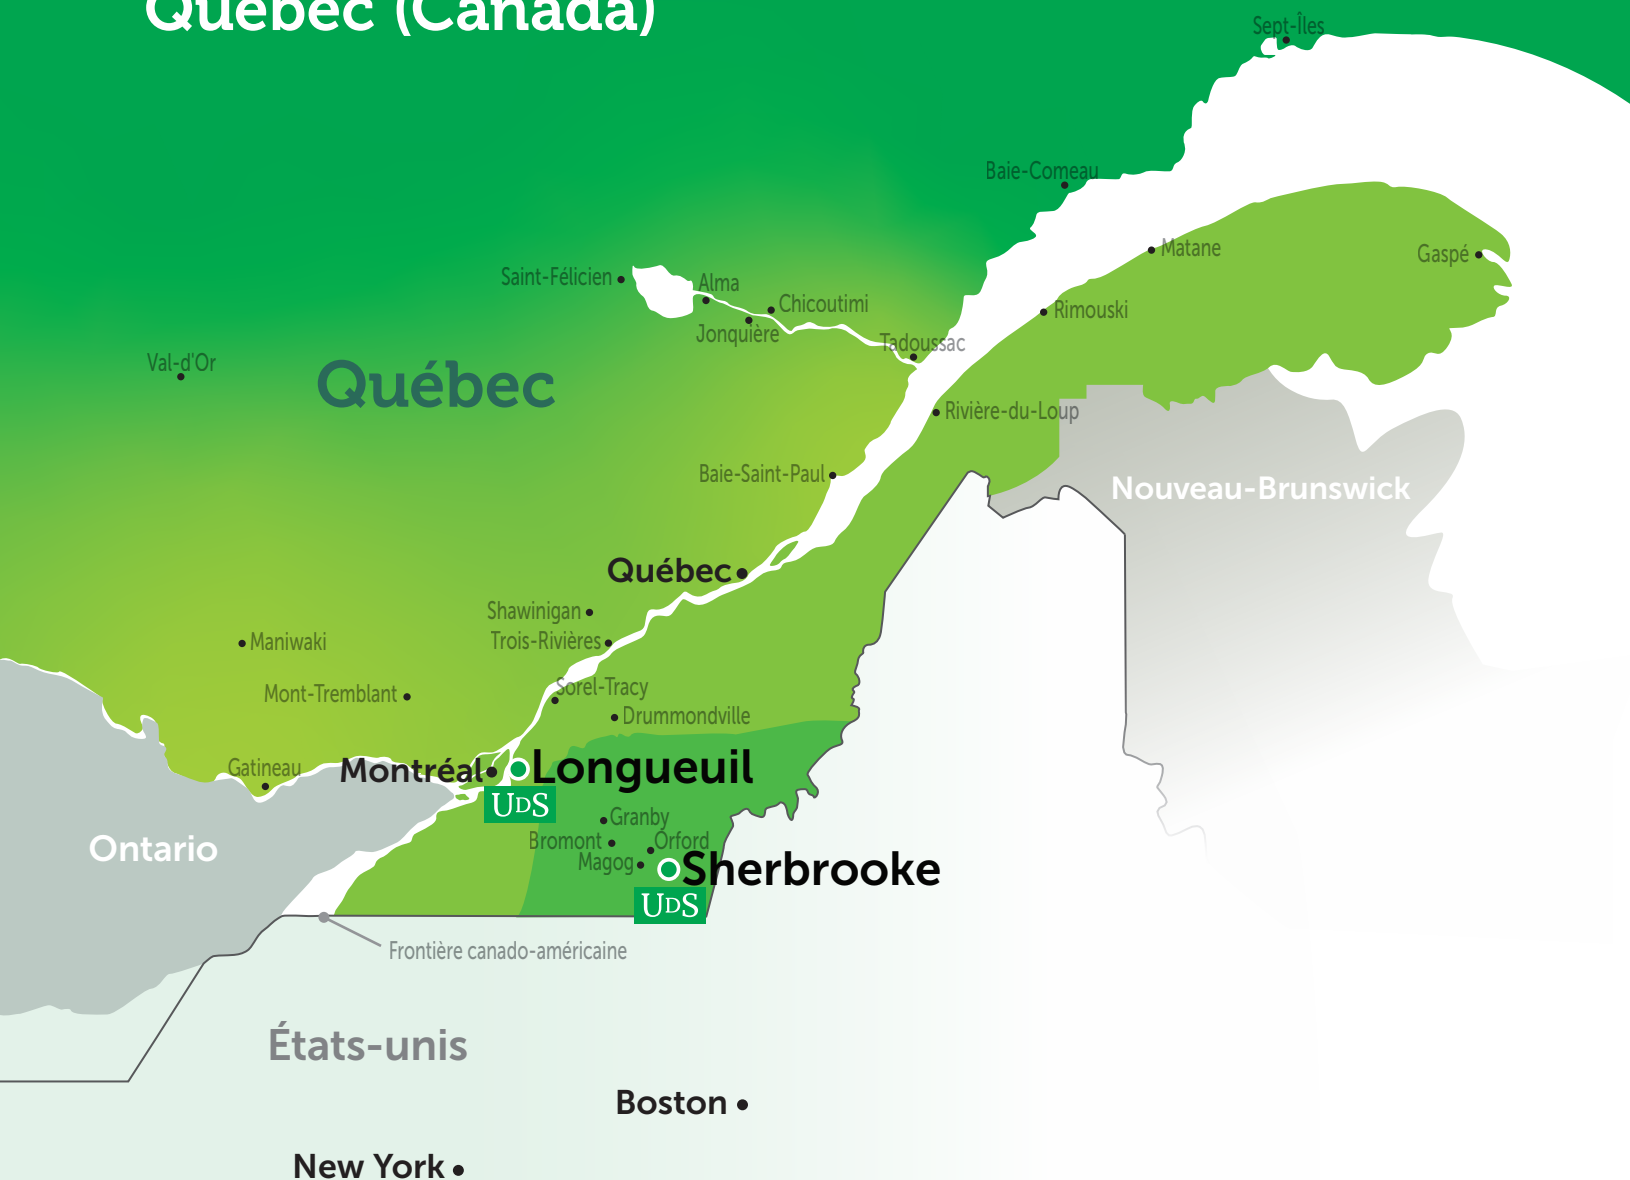 Québec (Canada)
Sept-Îles
Baie-Comeau
Matane
Gaspé
Saint-Félicien
Alma
Chicoutimi
Rimouski
Jonquière
Tadoussac
Val-d'Or
Québec
Rivière-du-Loup
Baie-Saint-Paul
Nouveau-Brunswick
Québec
Shawinigan
Trois-Rivières
Maniwaki
Mont-Tremblant
Sorel-Tracy
Drummondville
Gatineau
Montréal
Longueuil
UDS
Granby
Bromont
Orford
Ontario
Magog
Sherbrooke
UDS
Frontière canado-américaine
États-unis
Boston
New York